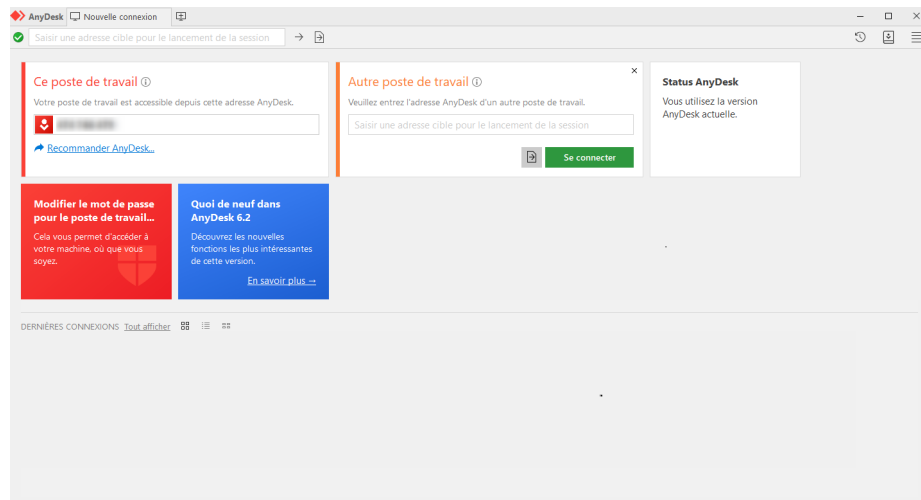 AnyDesk
Nouvelle connexion
Saisir une adresse cible pour le lancement de la session
Ce poste de travail
Votre poste de travail est accessible depuis cette adresse AnyDesk.
Recommander AnyDesk...
Autre poste de travail
Veuillez entrez l'adresse AnyDesk d'un autre poste de travail.
Saisir une adresse cible pour le lancement de la session
Se connecter
Status AnyDesk
Vous utilisez la version
AnyDesk actuelle.
Modifier le mot de passe
pour le poste de travail...
Cela vous permet d'accéder à
votre machine, où que vous
soyez.
Quoi de neuf dans
AnyDesk 6.2
Découvrez les nouvelles
fonctions les plus intéressantes
de cette version.
En savoir plus →
DERNIÈRES CONNEXIONS Tout afficher